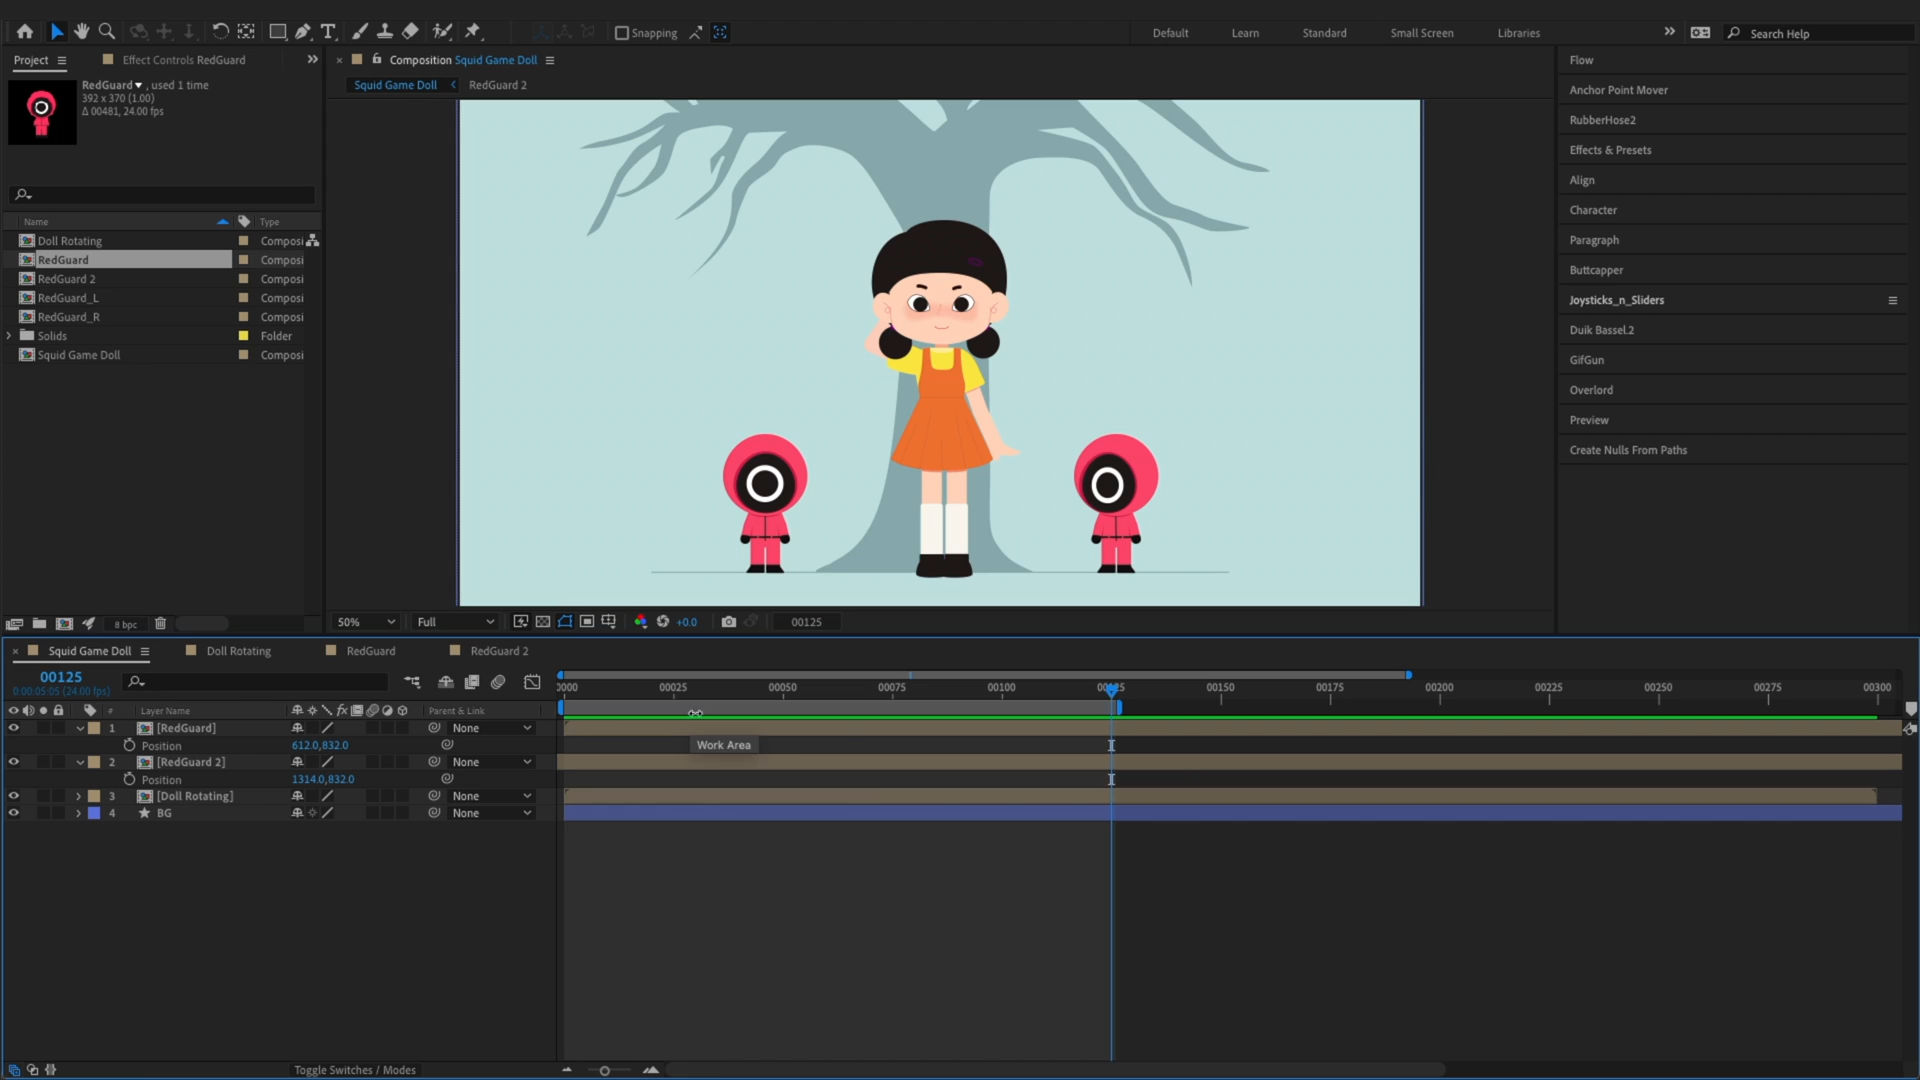 Snapping
Default
Learn
Standard
Small Screen
Libraries
Search Help
Project
Effect Controls RedGuard
Composition Squid Game Doll
Squid Game Doll
RedGuard 2
RedGuard , used 1 time
392 x 370 (1.00)
Δ 00481, 24.00 fps
Name
Type
Doll Rotating
Composi
RedGuard
Composi
RedGuard 2
Composi
RedGuard_L
Composi
RedGuard_R
Composi
Solids
Folder
Squid Game Doll
Composi
8 bpc
Flow
Anchor Point Mover
RubberHose2
Effects & Presets
Align
Character
Paragraph
Buttcapper
Joysticks_n_Sliders
Duik Bassel.2
GifGun
Overlord
Preview
Create Nulls From Paths
50%
Full
+0.0
00125
Squid Game Doll
Doll Rotating
RedGuard
RedGuard 2
00125
0:00:05:05 (24.00 fps)
0000 00025 00050 00075 00100 00125 00150 00175 00200 00225 00250 00275 00300
# Layer Name
Parent & Link
1 [RedGuard]
None
Position
612.0,832.0
Work Area
2 [RedGuard 2]
None
Position
1314.0,832.0
3 [Doll Rotating]
None
4 BG
None
Toggle Switches / Modes